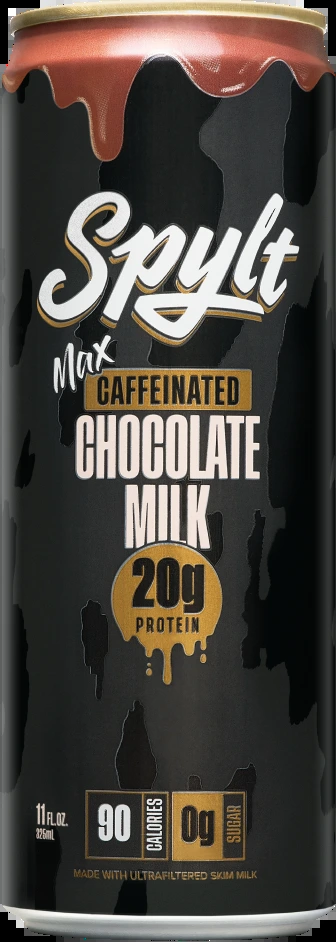 Spylt
Max
CAFFEINATED
CHOCOLATE
MILK
20g
PROTEIN
11 FL.OZ.
325mL
90 CALORIES
0g SUGAR
MADE WITH ULTRAFILTERED SKIM MILK